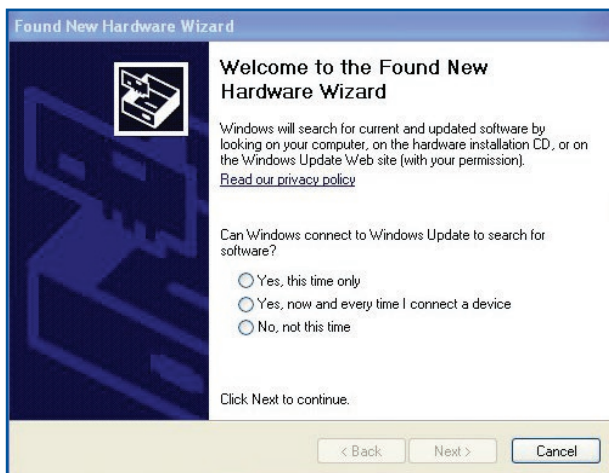 Found New Hardware Wizard
Welcome to the Found New
Hardware Wizard
Windows will search for current and updated software by
looking on your computer, on the hardware installation CD, or on
the Windows Update Web site (with your permission).
Read our privacy policy
Can Windows connect to Windows Update to search for
software?
Yes, this time only
Yes, now and every time I connect a device
No, not this time
Click Next to continue.
< Back Next > Cancel